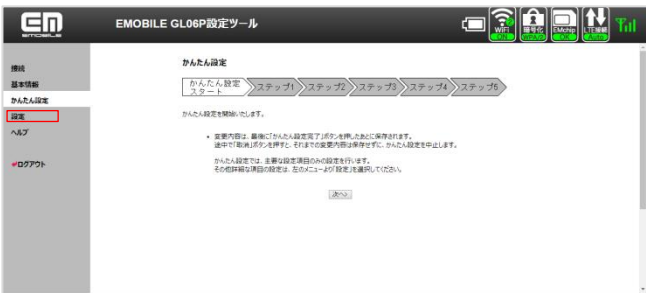 EM
EMOBILE
EMOBILE GL06P設定ツール
WiFi
ON
暗号化
EMchip
OK
LTE接続
Auto
接続
基本情報
かんたん設定
設定
ヘルプ
ログアウト
かんたん設定
かんたん設定
スタート
ステップ1
ステップ2
ステップ3
ステップ4
ステップ5
かんたん設定を開始いたします。
変更内容は、最後に「かんたん設定完了」ボタンを押したあとに保存されます。
途中で「取消」ボタンを押すと、それまでの変更内容は保存せずに、かんたん設定を中止します。
かんたん設定では、主要な設定項目のみの設定を行います。
その他詳細な項目の設定は、左のメニューより「設定」を選択してください。
次へ>